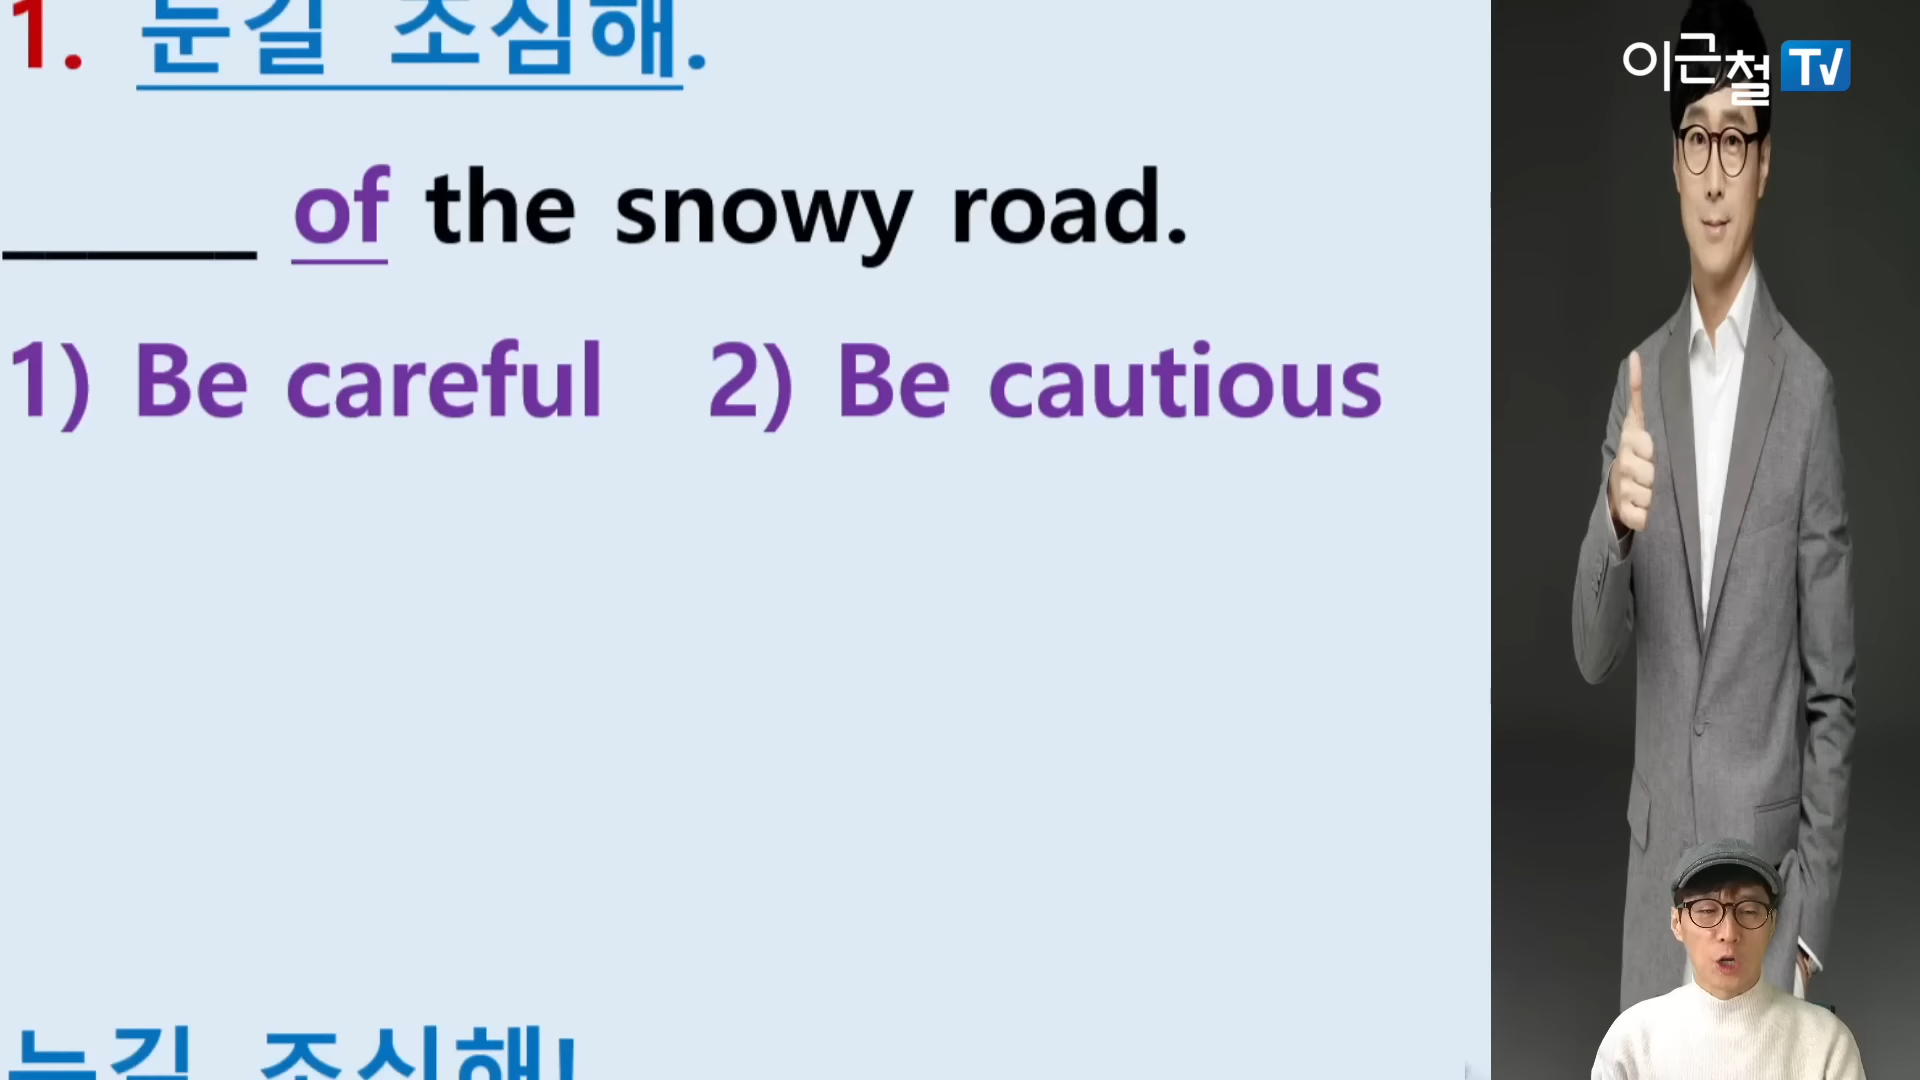 1. 눈길 조심해.
이근철 TV
______ of the snowy road.
1) Be careful 2) Be cautious
눈길 조심해!